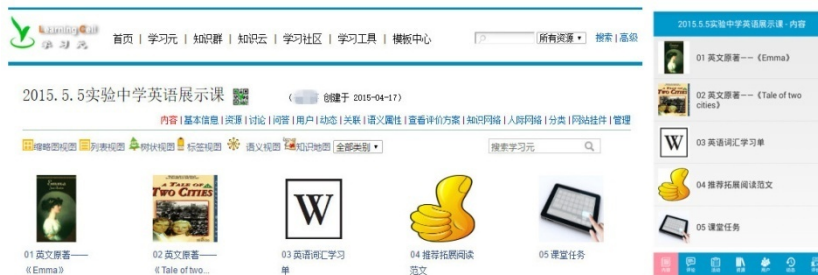 Learning Cell
学习元
首页 | 学习元 | 知识群 | 知识云 | 学习社区 | 学习工具 | 模板中心
所有资源 搜索 | 高级
2015.5.5实验中学英语展示课 ( 创建于 2015-04-17)
内容 | 基本信息 | 资源 | 讨论 | 问答 | 用户 | 动态 | 关联 | 语义属性 | 查看评价方案 | 知识网络 | 人际网络 | 分类 | 网站挂件 | 管理
缩略图视图 列表视图 树状视图 标签视图 语义视图 知识地图 全部类别 搜索学习元
Emma
A TALE OF
TWO CITIES
W
01 英文原著——
《Emma》
02 英文原著——
《Tale of two...
03 英语词汇学习
单
04 推荐拓展阅读
范文
05 课堂任务
2015.5.5实验中学英语展示课 - 内容
01 英文原著——《Emma》
02 英文原著——《Tale of two
cities》
W
03 英语词汇学习单
04 推荐拓展阅读范文
05 课堂任务